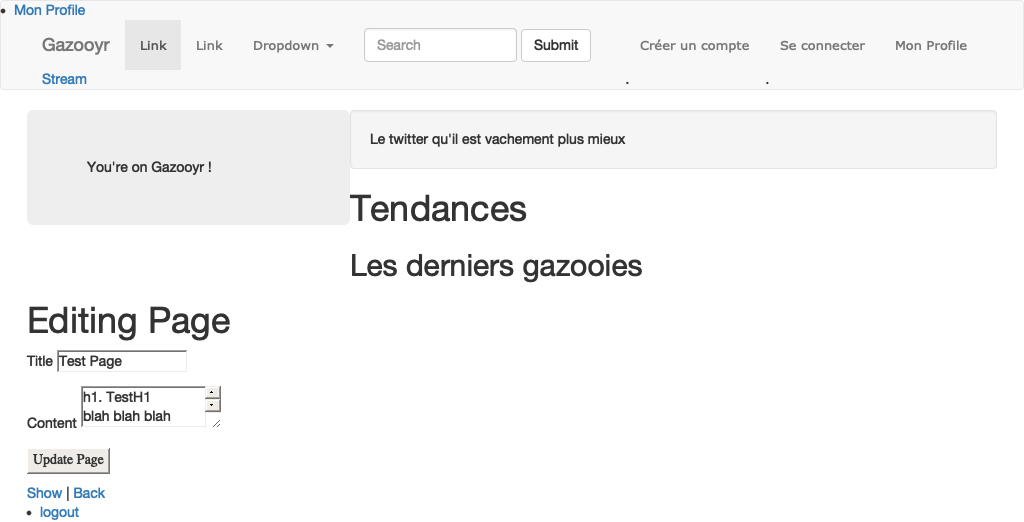 Mon Profile
Gazooyr Link Link Dropdown Search Submit Créer un compte Se connecter Mon Profile
Stream
Le twitter qu'il est vachement plus mieux
You're on Gazooyr !
Tendances
Les derniers gazooies
Editing Page
Title Test Page
h1. TestH1
Content blah blah blah
Update Page
Show | Back
logout